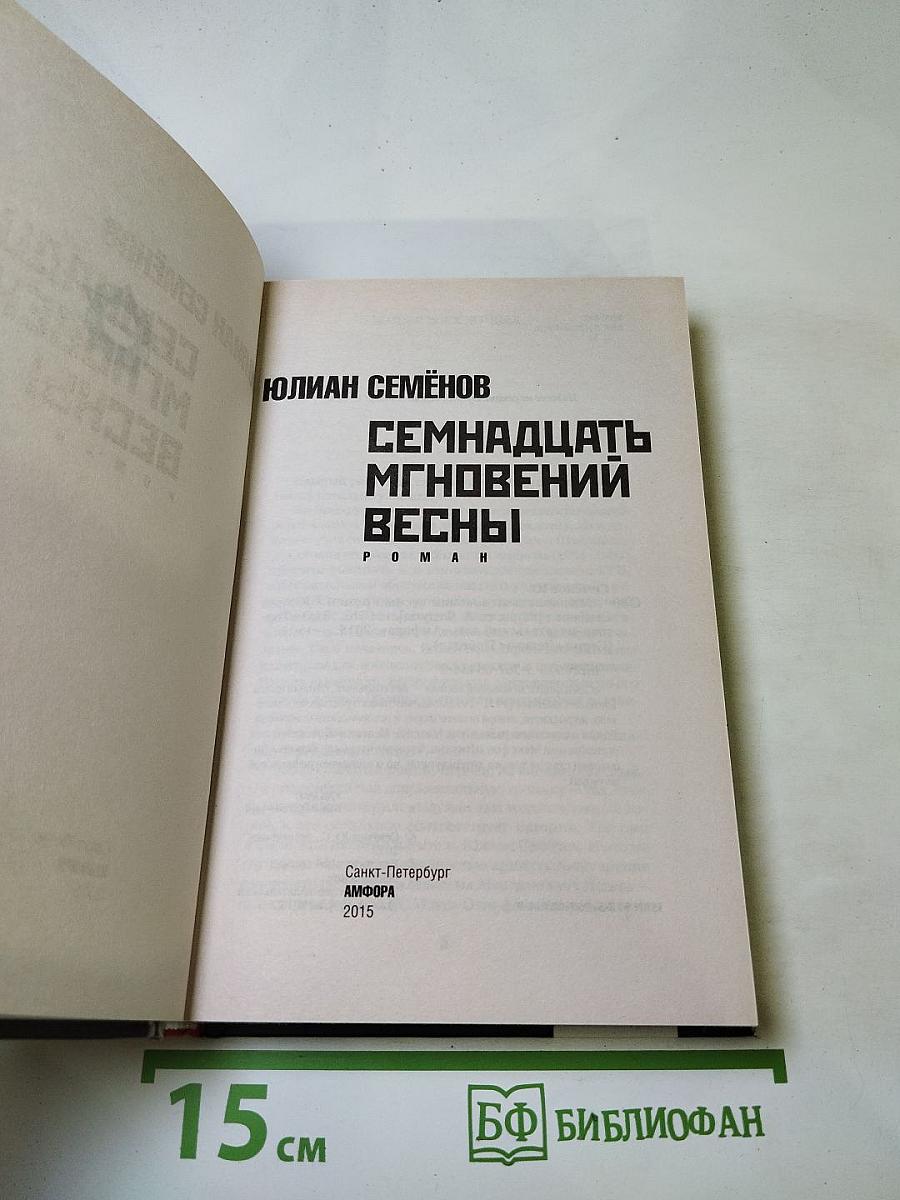 ЮЛИАН СЕМЁНОВ
СЕМНАДЦАТЬ
МГНОВЕНИЙ
ВЕСНЫ
РОМАН
Санкт-Петербург
АМФОРА
2015
15 см
БФ БИБЛИОФАН